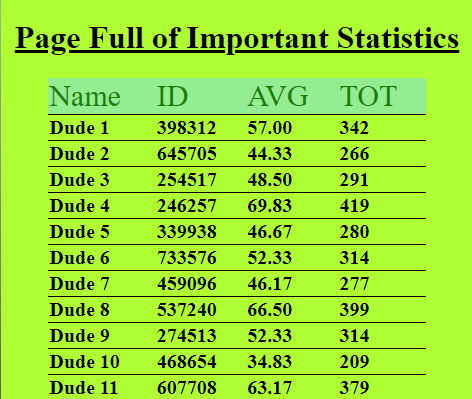 Page Full of Important Statistics
Name ID AVG TOT
Dude 1 398312 57.00 342
Dude 2 645705 44.33 266
Dude 3 254517 48.50 291
Dude 4 246257 69.83 419
Dude 5 339938 46.67 280
Dude 6 733576 52.33 314
Dude 7 459096 46.17 277
Dude 8 537240 66.50 399
Dude 9 274513 52.33 314
Dude 10 468654 34.83 209
Dude 11 607708 63.17 379